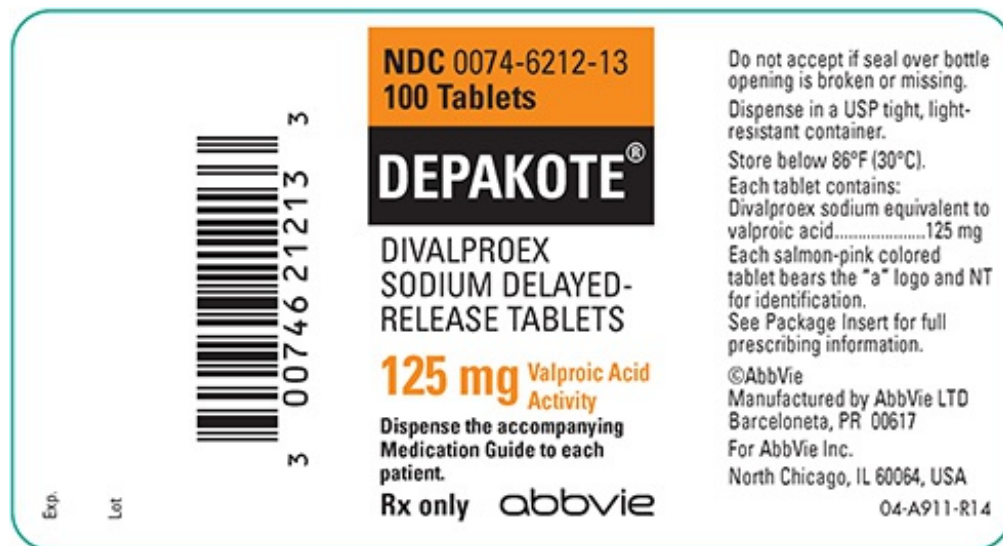 Exp.
Lot
3 00746 21213 3
NDC 0074-6212-13
100 Tablets
DEPAKOTE®
DIVALPROEX
SODIUM DELAYED-
RELEASE TABLETS
125 mg Valproic Acid
Activity
Dispense the accompanying
Medication Guide to each
patient.
Rx only abbvie
Do not accept if seal over bottle
opening is broken or missing.
Dispense in a USP tight, light-
resistant container.
Store below 86°F (30°C).
Each tablet contains:
Divalproex sodium equivalent to
valproic acid......................125 mg
Each salmon-pink colored
tablet bears the "a" logo and NT
for identification.
See Package Insert for full
prescribing information.
©AbbVie
Manufactured by AbbVie LTD
Barceloneta, PR 00617
For AbbVie Inc.
North Chicago, IL 60064, USA
04-A911-R14